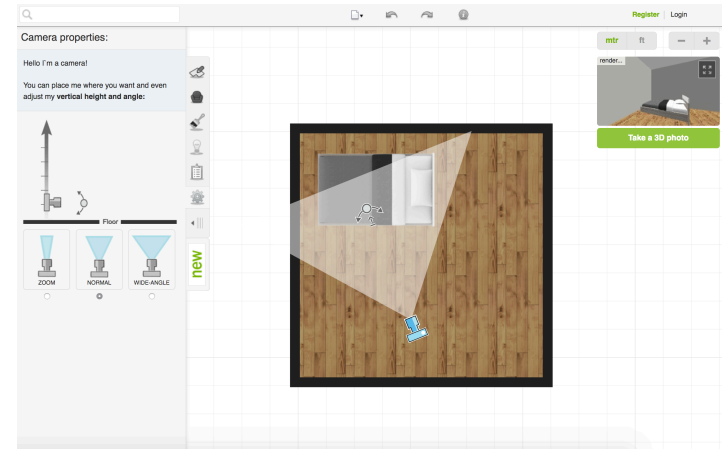 Register
Login
Camera properties:
mtr
ft
Hello I`m a camera!
You can place me where you want and even
adjust my vertical height and angle:
render...
Take a 3D photo
Floor
new
ZOOM
NORMAL
WIDE-ANGLE